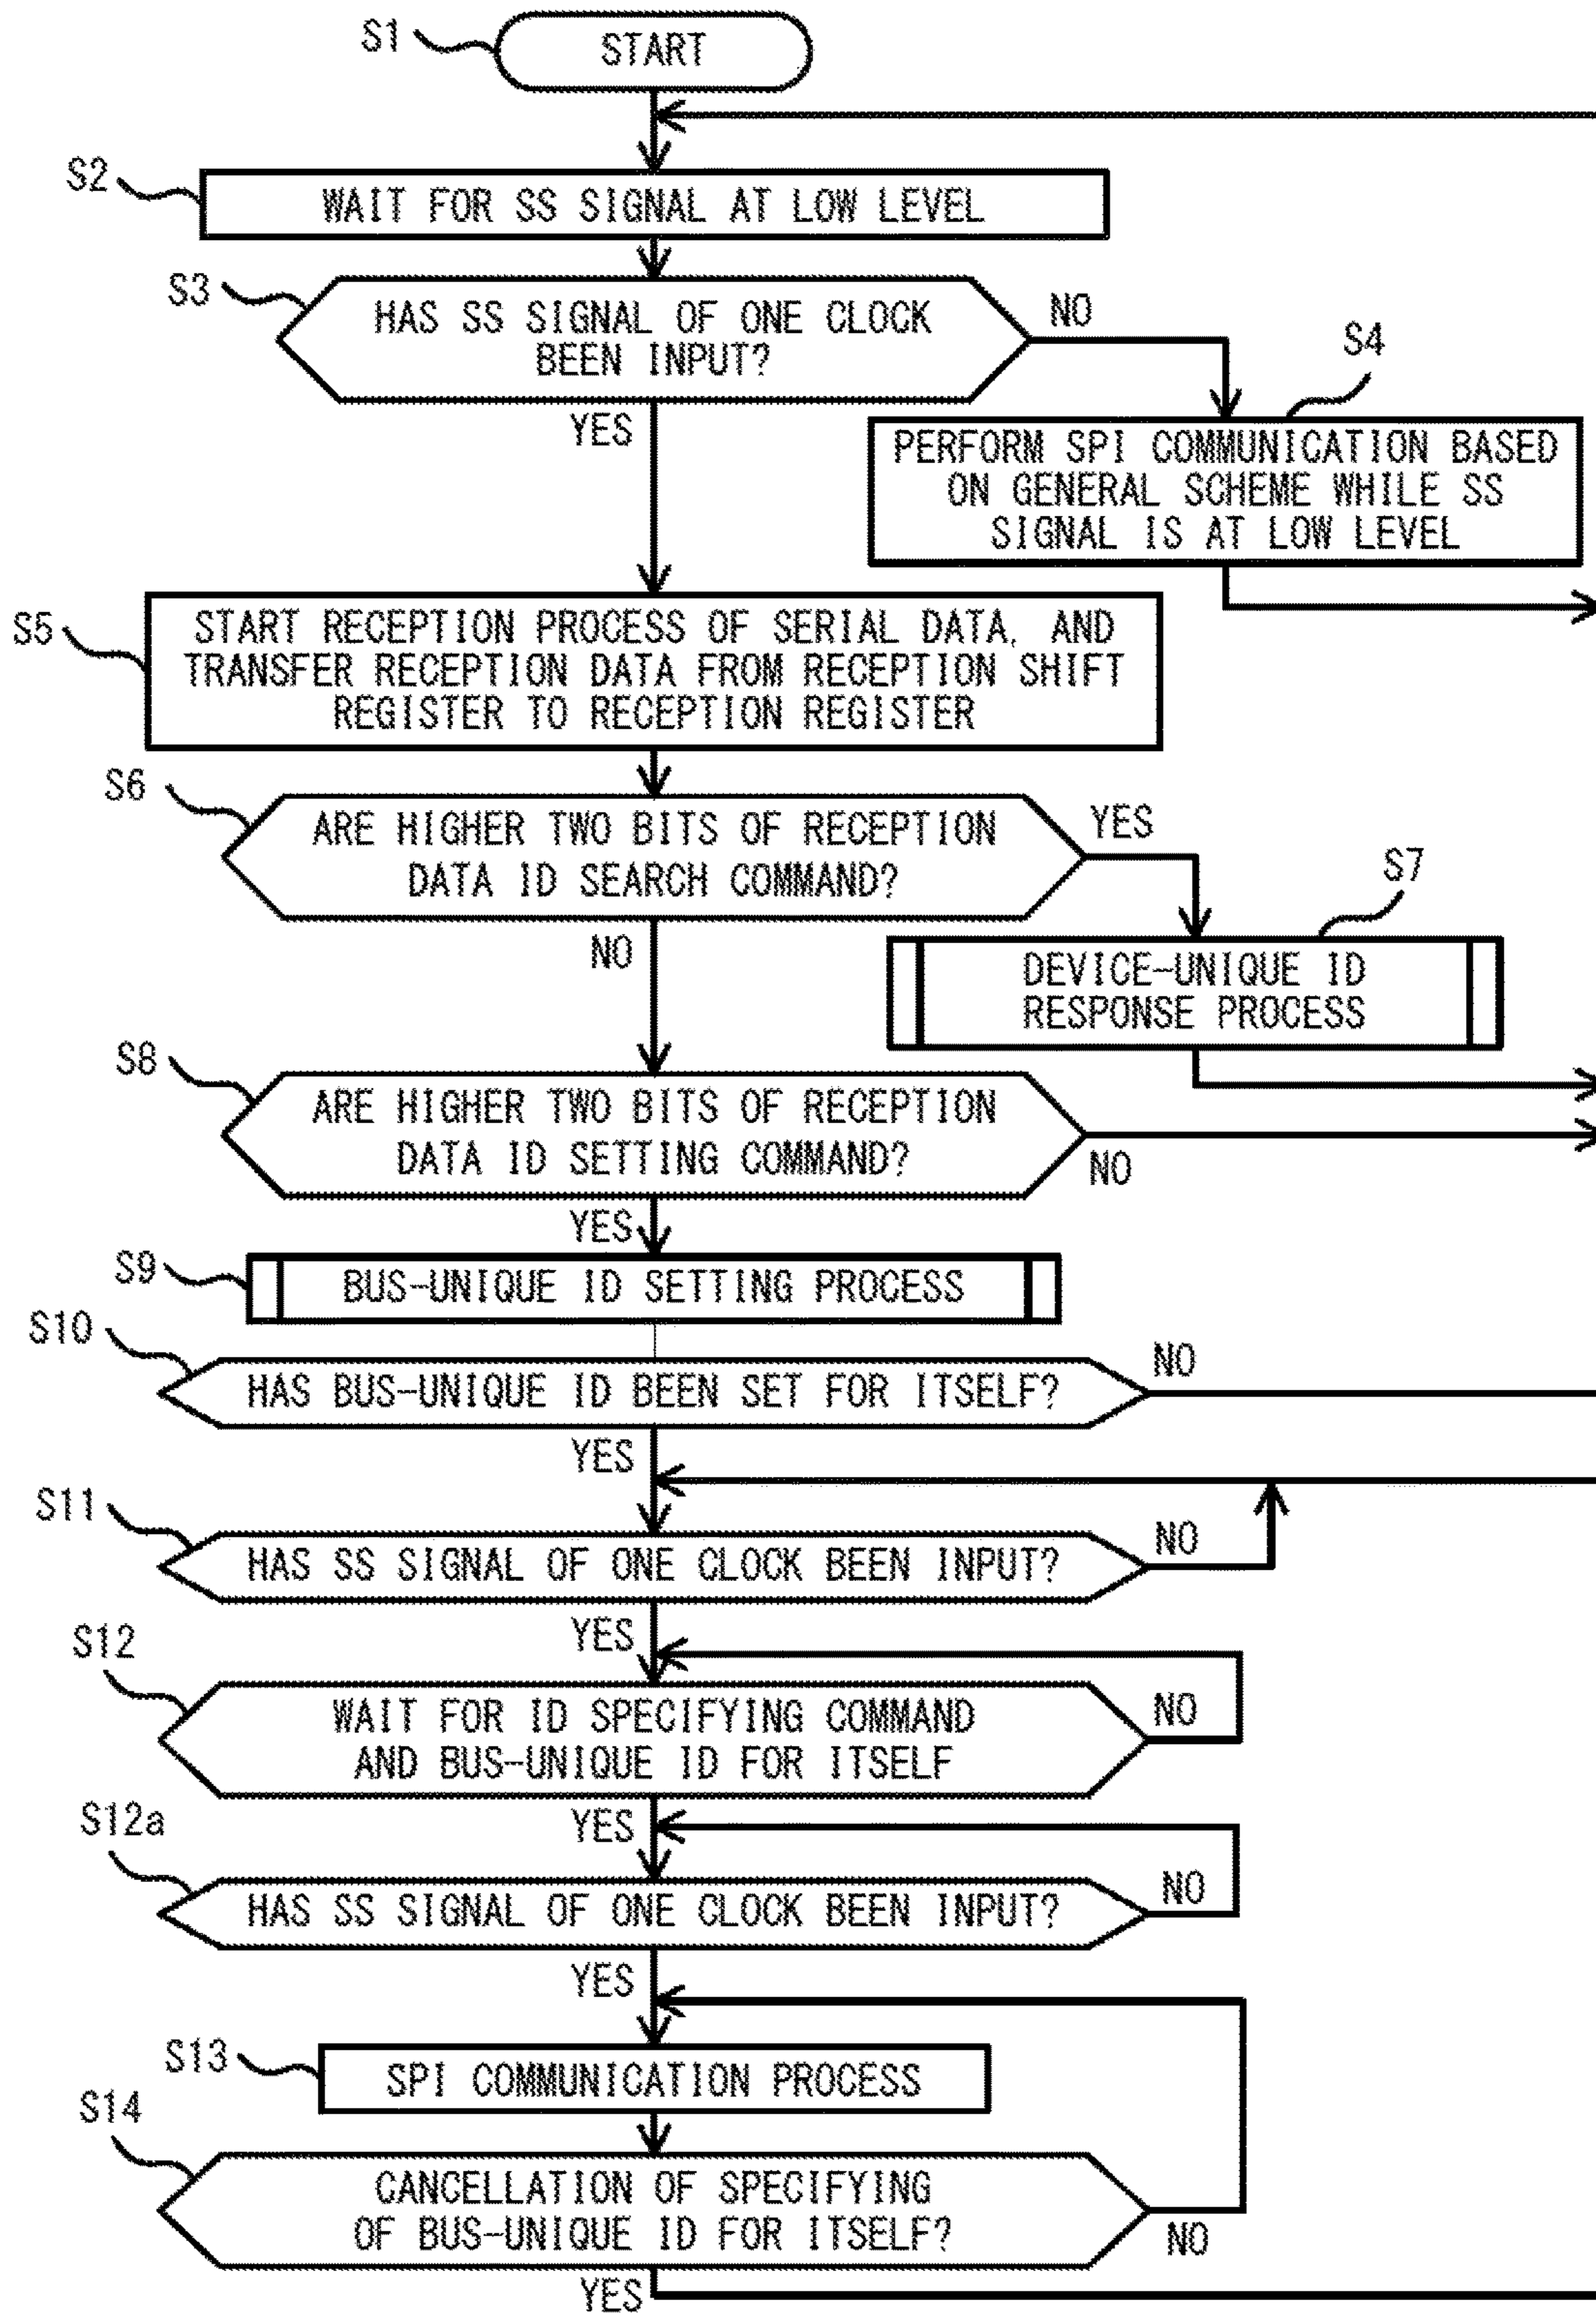 S1
START
S2
WAIT FOR SS SIGNAL AT LOW LEVEL
S3
HAS SS SIGNAL OF ONE CLOCK
BEEN INPUT?
NO
YES
S4
PERFORM SPI COMMUNICATION BASED
ON GENERAL SCHEME WHILE SS
SIGNAL IS AT LOW LEVEL
S5
START RECEPTION PROCESS OF SERIAL DATA, AND
TRANSFER RECEPTION DATA FROM RECEPTION SHIFT
REGISTER TO RECEPTION REGISTER
S6
ARE HIGHER TWO BITS OF RECEPTION
DATA ID SEARCH COMMAND?
YES
NO
S7
DEVICE-UNIQUE ID
RESPONSE PROCESS
S8
ARE HIGHER TWO BITS OF RECEPTION
DATA ID SETTING COMMAND?
NO
YES
S9
BUS-UNIQUE ID SETTING PROCESS
S10
HAS BUS-UNIQUE ID BEEN SET FOR ITSELF?
NO
YES
S11
HAS SS SIGNAL OF ONE CLOCK BEEN INPUT?
NO
YES
S12
WAIT FOR ID SPECIFYING COMMAND
AND BUS-UNIQUE ID FOR ITSELF
NO
YES
S12a
HAS SS SIGNAL OF ONE CLOCK BEEN INPUT?
NO
YES
S13
SPI COMMUNICATION PROCESS
S14
CANCELLATION OF SPECIFYING
OF BUS-UNIQUE ID FOR ITSELF?
NO
YES